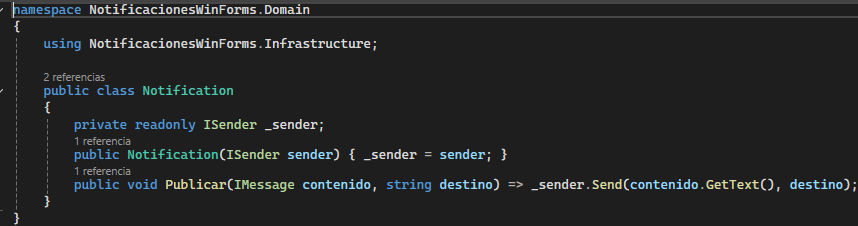 namespace NotificacionesWinForms.Domain
{
using NotificacionesWinForms.Infrastructure;
2 referencias
public class Notification
{
private readonly ISender _sender;
1 referencia
public Notification(ISender sender) { _sender = sender; }
1 referencia
public void Publicar(IMessage contenido, string destino) => _sender.Send(contenido.GetText(), destino);
}
}